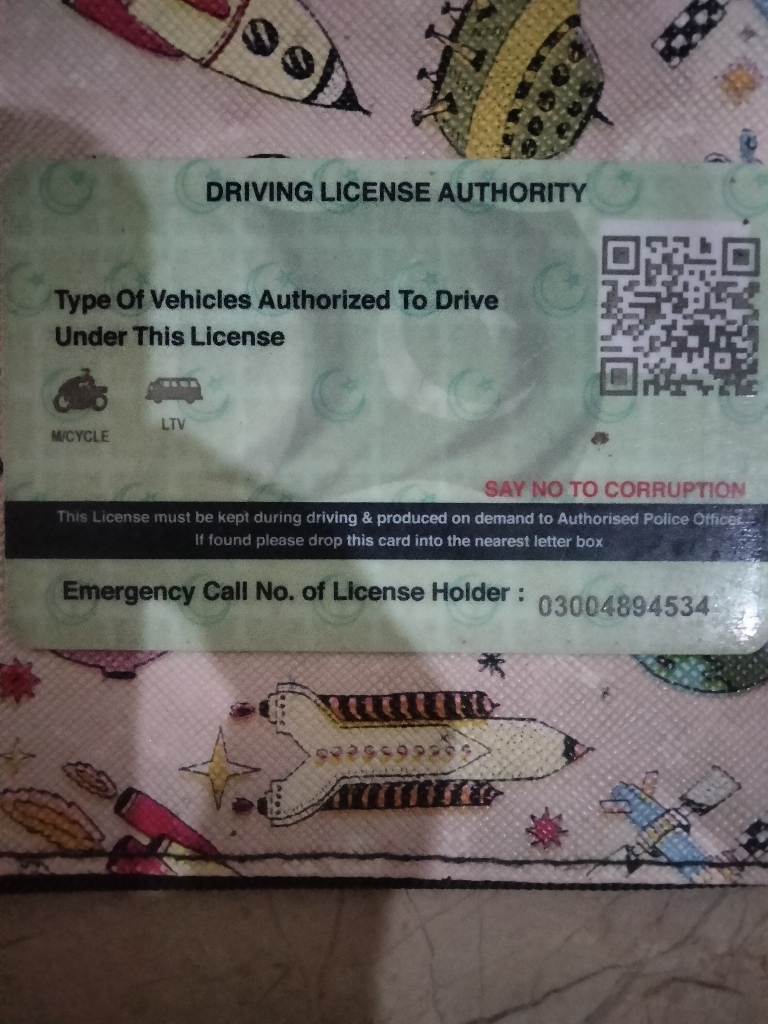 DRIVING LICENSE AUTHORITY
Type Of Vehicles Authorized To Drive
Under This License
M/CYCLE
LTV
SAY NO TO CORRUPTION
This License must be kept during driving & produced on demand to Authorised Police Officer
If found please drop this card into the nearest letter box
Emergency Call No. of License Holder :
03004894534